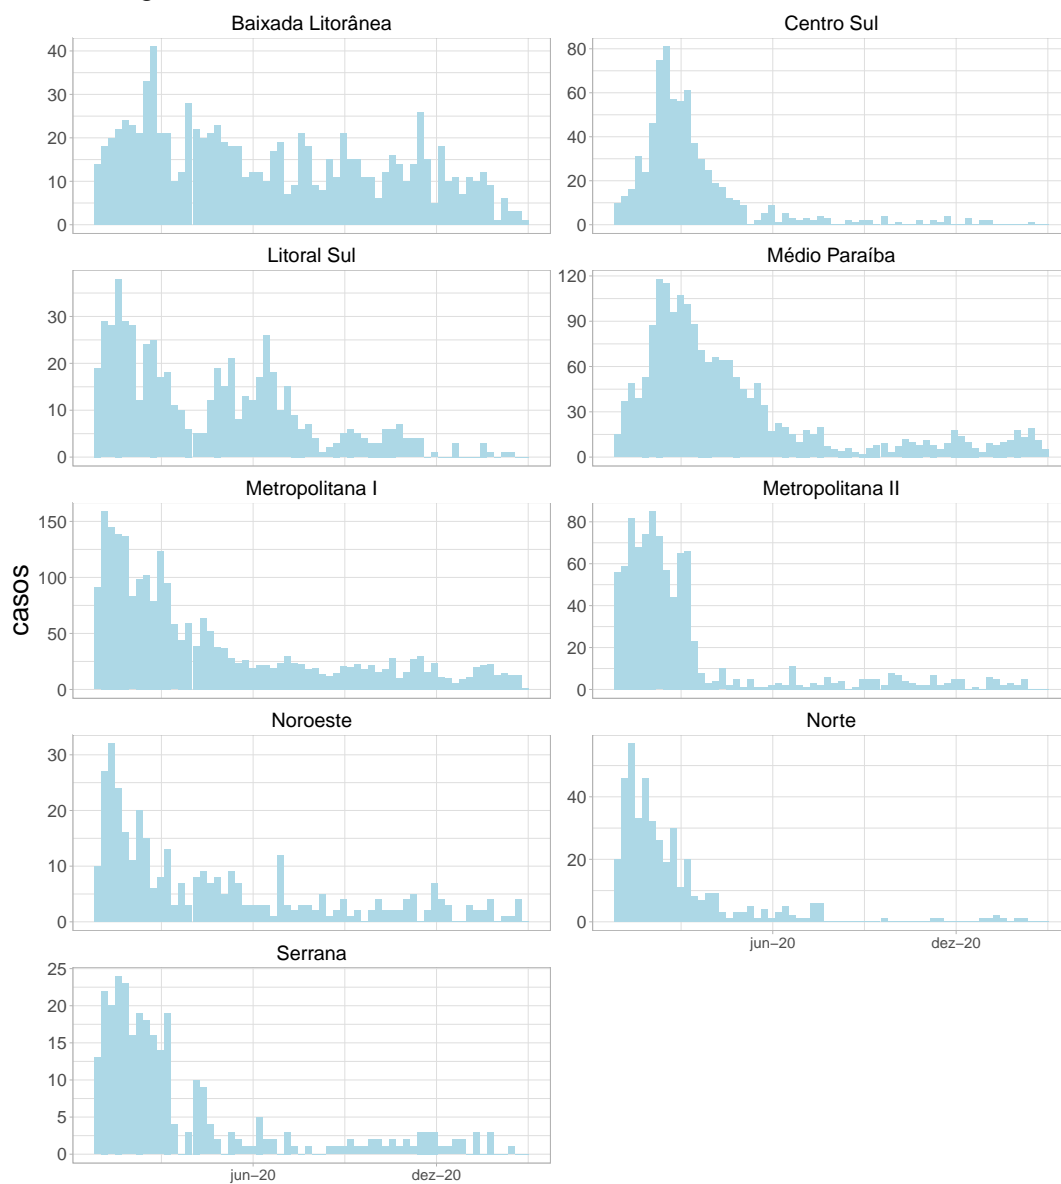 Baixada Litorânea
Centro Sul
40
30
20
10
0
80
60
40
20
0
Litoral Sul
Médio Paraíba
30
20
10
0
120
90
60
30
0
Metropolitana I
Metropolitana II
150
100
50
0
80
60
40
20
0
casos
Noroeste
Norte
30
20
10
0
40
20
0
jun−20
dez−20
Serrana
25
20
15
10
5
0
jun−20
dez−20